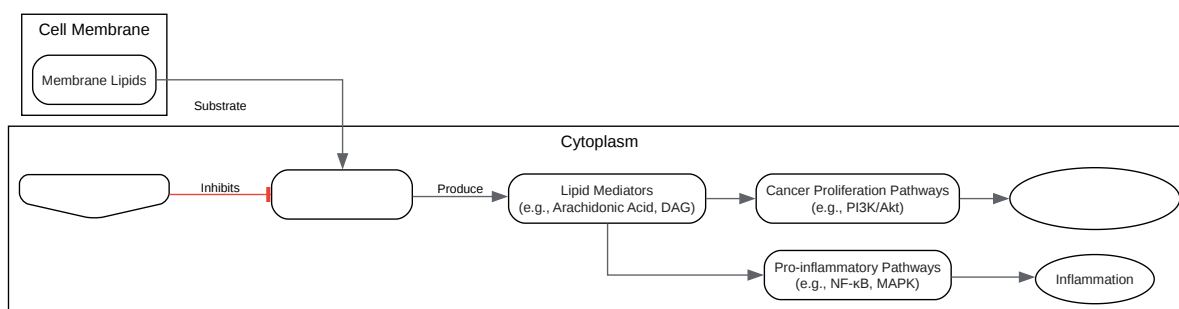 Cell Membrane
Membrane Lipids
Substrate
Cytoplasm
Inhibits
Produce
Lipid Mediators
(e.g., Arachidonic Acid, DAG)
Cancer Proliferation Pathways
(e.g., PI3K/Akt)
Pro-inflammatory Pathways
(e.g., NF-κB, MAPK)
Inflammation